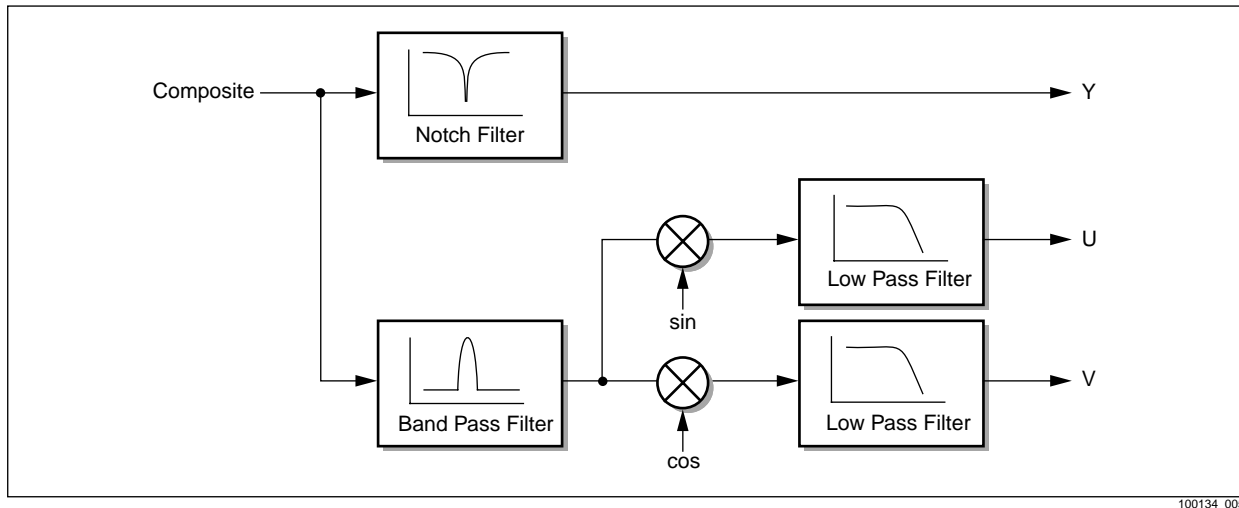 Composite
Notch Filter
Y
Low Pass Filter
U
sin
Band Pass Filter
Low Pass Filter
V
cos